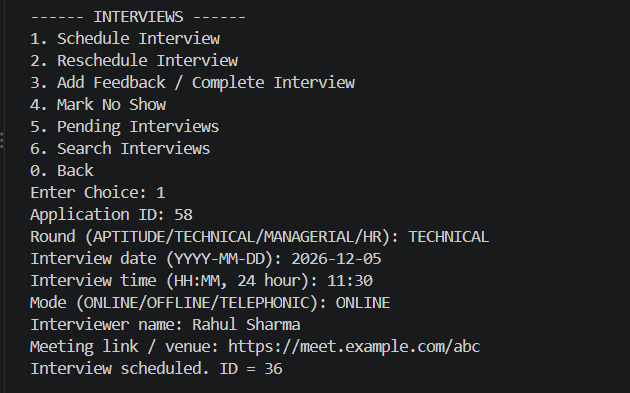 ------ INTERVIEWS ------
1. Schedule Interview
2. Reschedule Interview
3. Add Feedback / Complete Interview
4. Mark No Show
5. Pending Interviews
6. Search Interviews
0. Back
Enter Choice: 1
Application ID: 58
Round (APTITUDE/TECHNICAL/MANAGERIAL/HR): TECHNICAL
Interview date (YYYY-MM-DD): 2026-12-05
Interview time (HH:MM, 24 hour): 11:30
Mode (ONLINE/OFFLINE/TELEPHONIC): ONLINE
Interviewer name: Rahul Sharma
Meeting link / venue: https://meet.example.com/abc
Interview scheduled. ID = 36